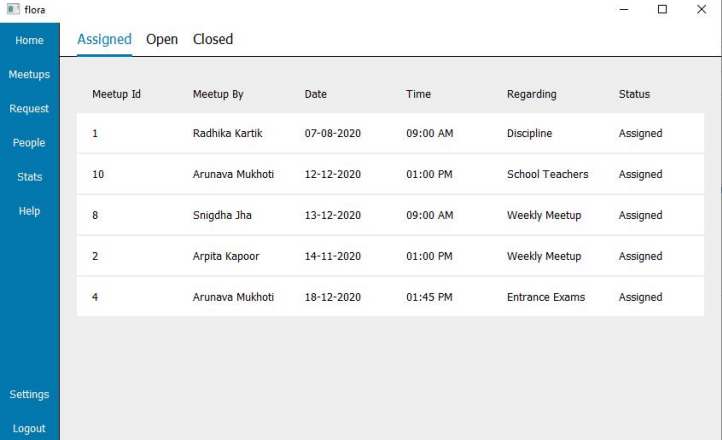 flora
Home
Meetups
Request
People
Stats
Help
Settings
Logout
Assigned Open Closed
Meetup Id Meetup By Date Time Regarding Status
1 Radhika Kartik 07-08-2020 09:00 AM Discipline Assigned
10 Arunava Mukhoti 12-12-2020 01:00 PM School Teachers Assigned
8 Snigdha Jha 13-12-2020 09:00 AM Weekly Meetup Assigned
2 Arpita Kapoor 14-11-2020 01:00 PM Weekly Meetup Assigned
4 Arunava Mukhoti 18-12-2020 01:45 PM Entrance Exams Assigned